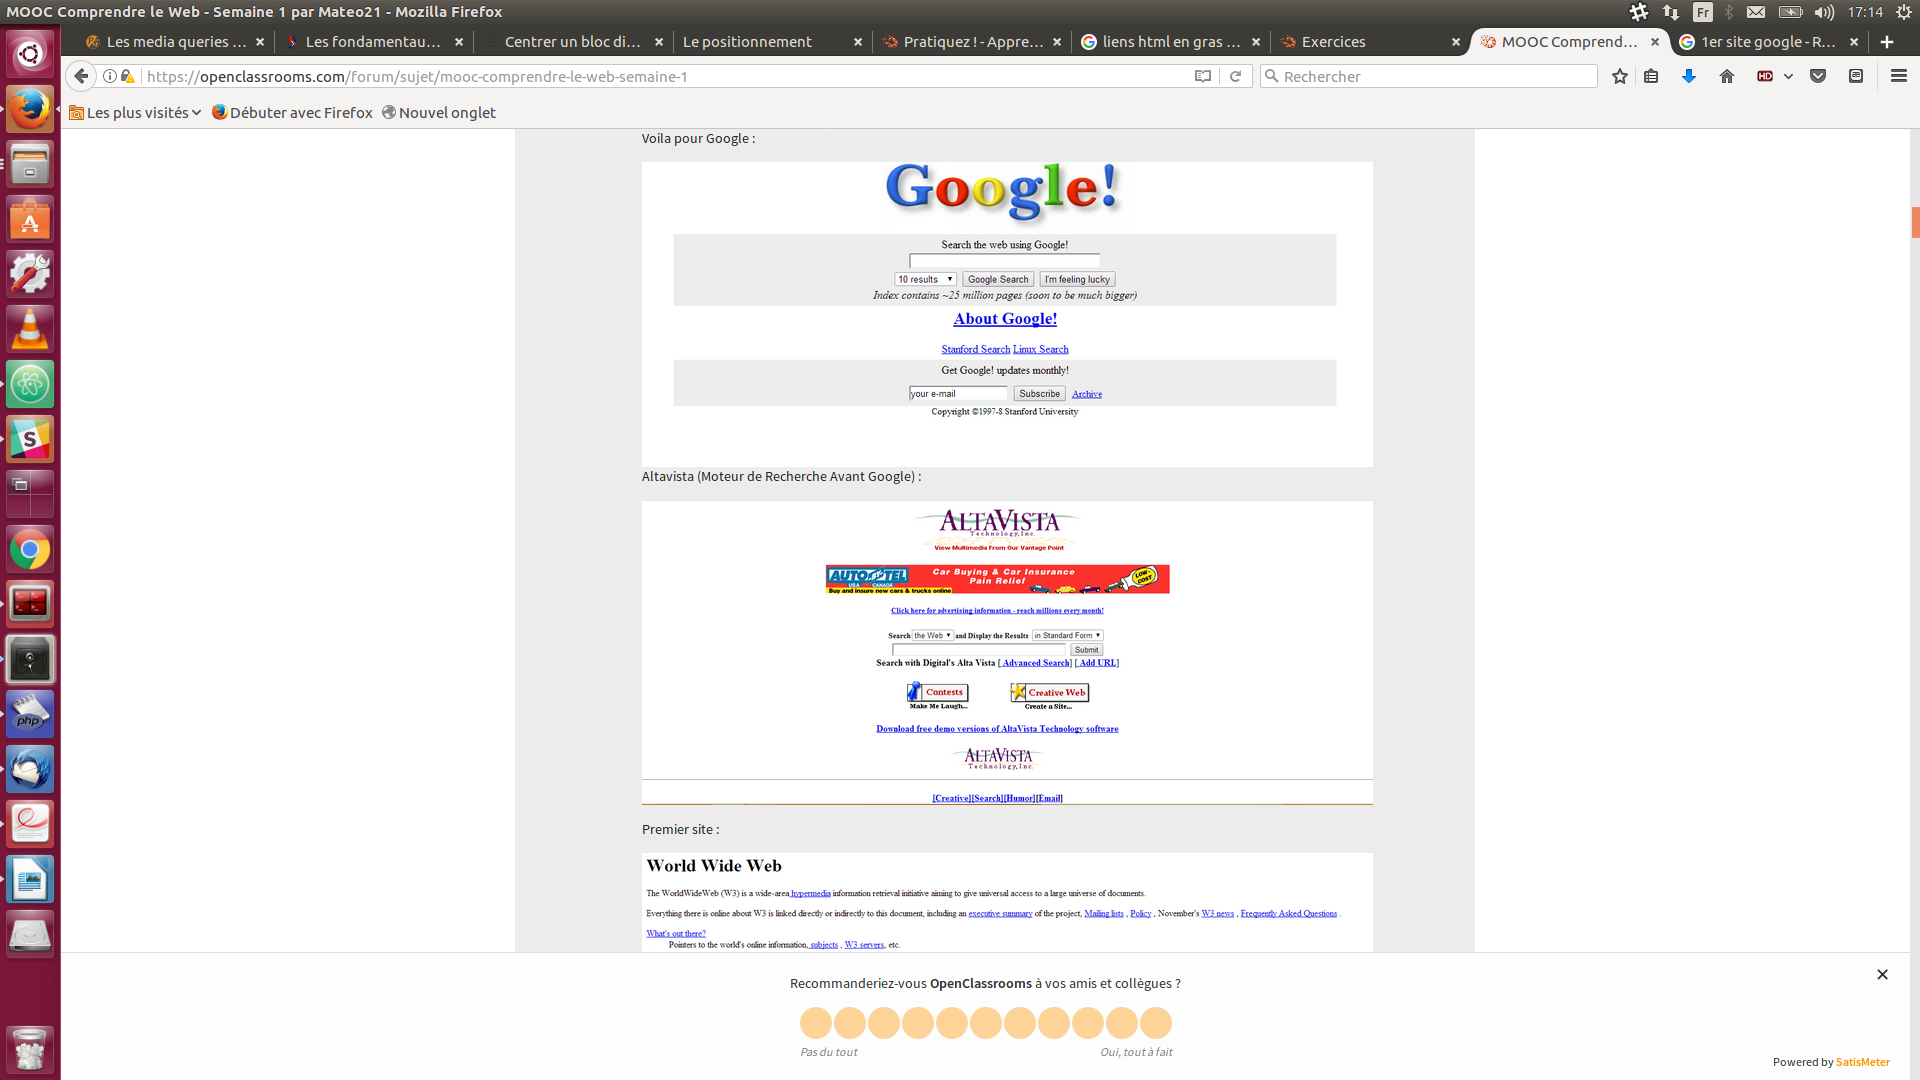 MOOC Comprendre le Web - Semaine 1 par Mateo21 - Mozilla Firefox
Fr
17:14
Les media queries ...
Les fondamentau...
Centrer un bloc di...
Le positionnement
Pratiquez ! - Appre...
liens html en gras ...
Exercices
MOOC Comprend...
1er site google - R...
https://openclassrooms.com/forum/sujet/mooc-comprendre-le-web-semaine-1
Rechercher
HD
Les plus visités
Débuter avec Firefox
Nouvel onglet
Voila pour Google :
Google!
Search the web using Google!
10 results
Google Search
I'm feeling lucky
Index contains ~25 million pages (soon to be much bigger)
About Google!
Stanford Search Linux Search
Get Google! updates monthly!
your e-mail
Subscribe
Archive
Copyright ©1997-8 Stanford University
Altavista (Moteur de Recherche Avant Google) :
ALTAVISTA
Technology, Inc.
View Multimedia From Our Vantage Point
AUTO TEL
USA CANADA
Buy and insure new cars & trucks online
Car Buying & Car Insurance
Pain Relief
LOW COST
Click here for advertising information - reach millions every month!
Search the Web and Display the Results in Standard Form
Submit
Search with Digital's Alta Vista [ Advanced Search] [ Add URL]
Contests
Make Me Laugh...
Creative Web
Create a Site...
Download free demo versions of AltaVista Technology software
ALTAVISTA
Technology, Inc.
[Creative][Search][Humor][Email]
Premier site :
World Wide Web
The WorldWideWeb (W3) is a wide-area hypermedia information retrieval initiative aiming to give universal access to a large universe of documents.
Everything there is online about W3 is linked directly or indirectly to this document, including an executive summary of the project, Mailing lists , Policy , November's W3 news , Frequently Asked Questions .
What's out there?
Pointers to the world's online information, subjects , W3 servers, etc.
Recommanderiez-vous OpenClassrooms à vos amis et collègues ?
Pas du tout
Oui, tout à fait
Powered by SatisMeter
S
php